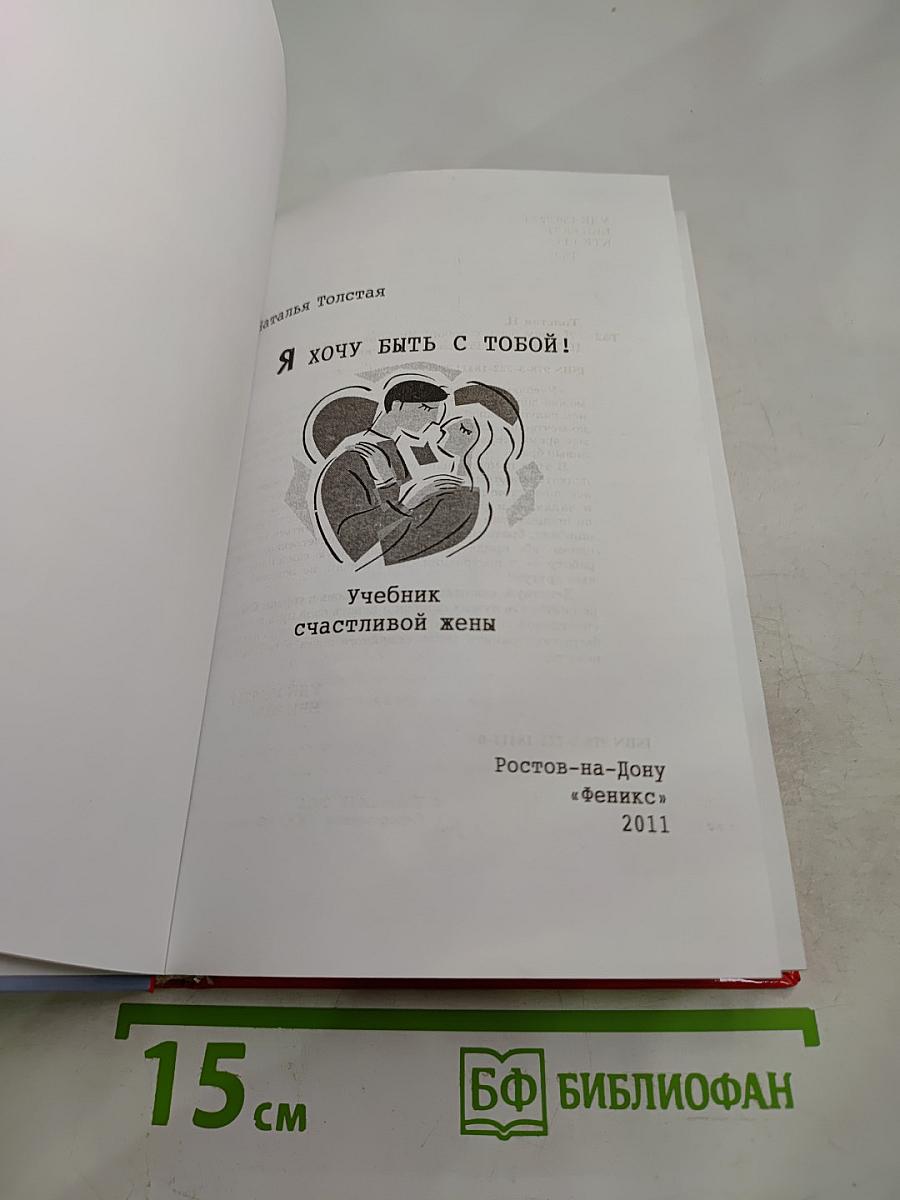 Наталья Толстая
Я ХОЧУ БЫТЬ С ТОБОЙ!
Учебник
счастливой жены
Ростов-на-Дону
«Феникс»
2011
15 см
БФ БИБЛИОФАН